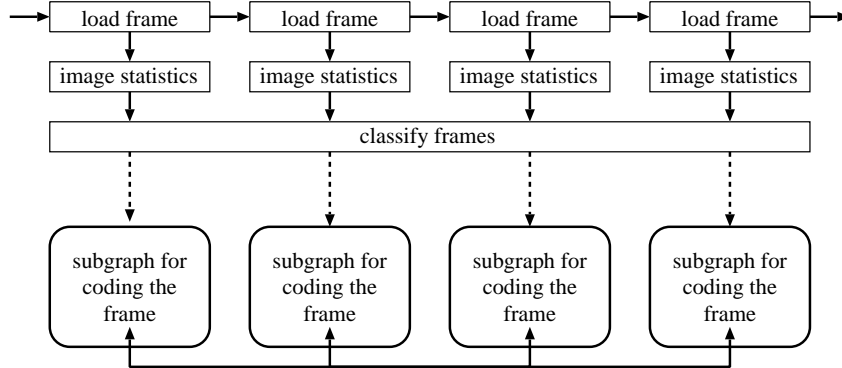 load frame load frame load frame load frame
image statistics image statistics image statistics image statistics
classify frames
subgraph for subgraph for subgraph for subgraph for
coding the coding the coding the coding the
frame frame frame frame